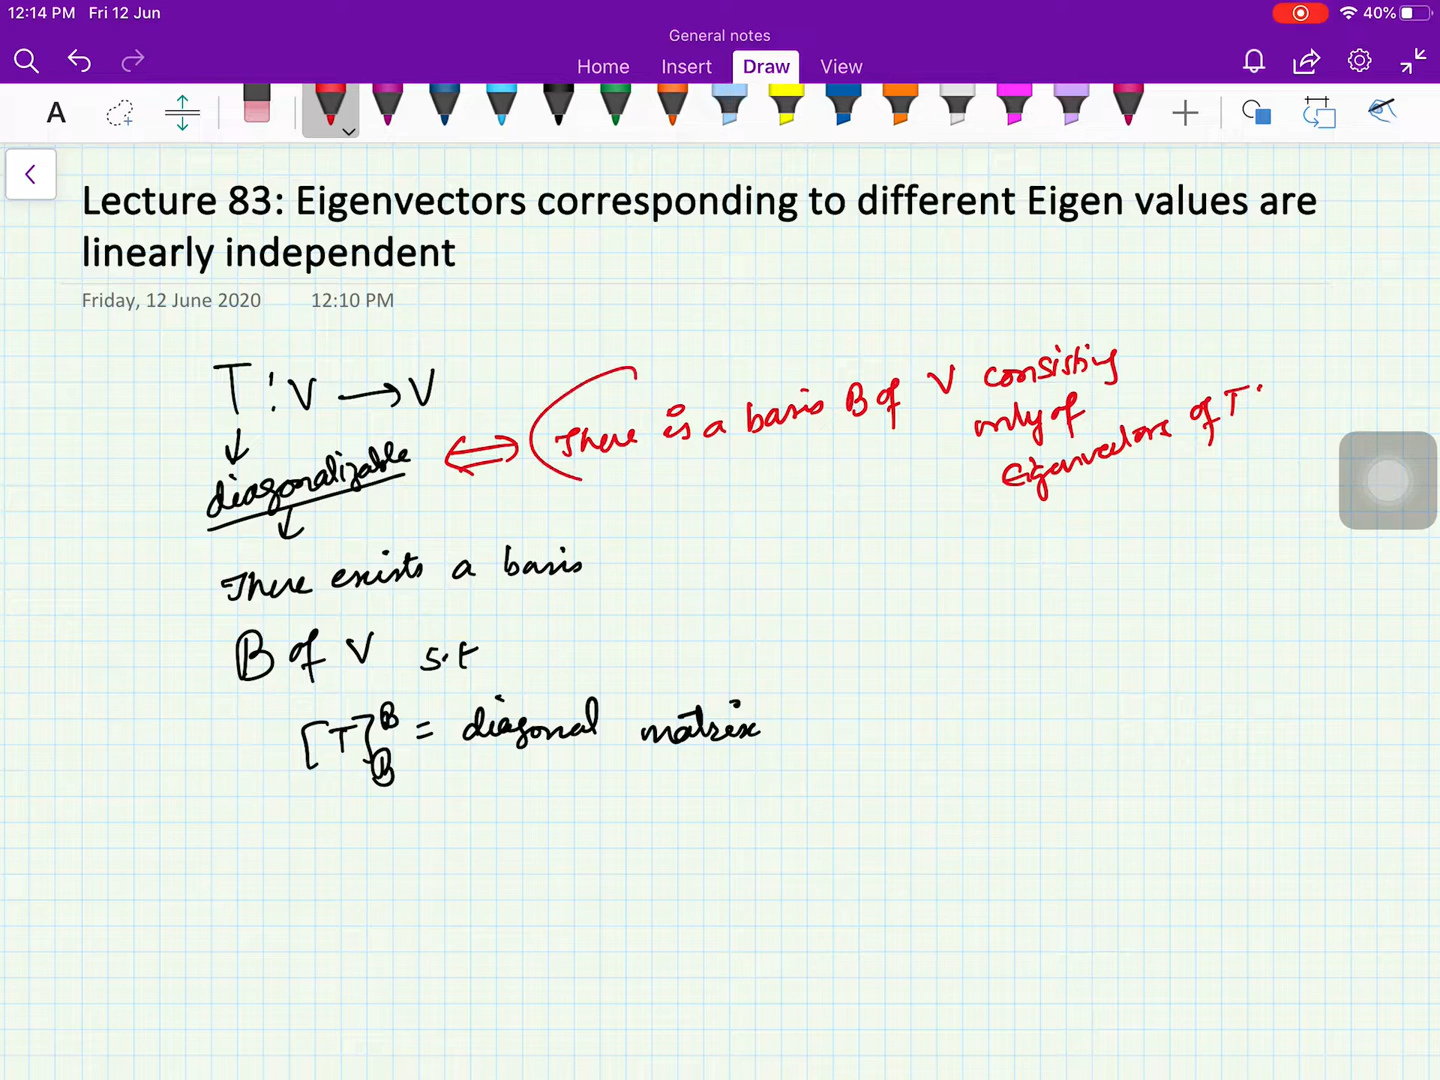 12:14 PM Fri 12 Jun
40%
General notes
Home Insert Draw View
A
Lecture 83: Eigenvectors corresponding to different Eigen values are
linearly independent
Friday, 12 June 2020 12:10 PM
T : V → V
↓
diagonalizable ⇔ There is a basis B of V consisting
only of
Eigenvectors of T.
↓
There exists a basis
B of V s.t
[T]_B^B = diagonal matrix